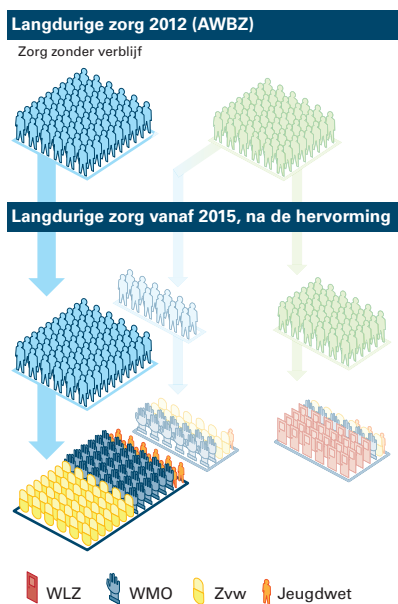 Langdurige zorg 2012 (AWBZ)
Zorg zonder verblijf
Langdurige zorg vanaf 2015, na de hervorming
WLZ WMO Zvw Jeugdwet